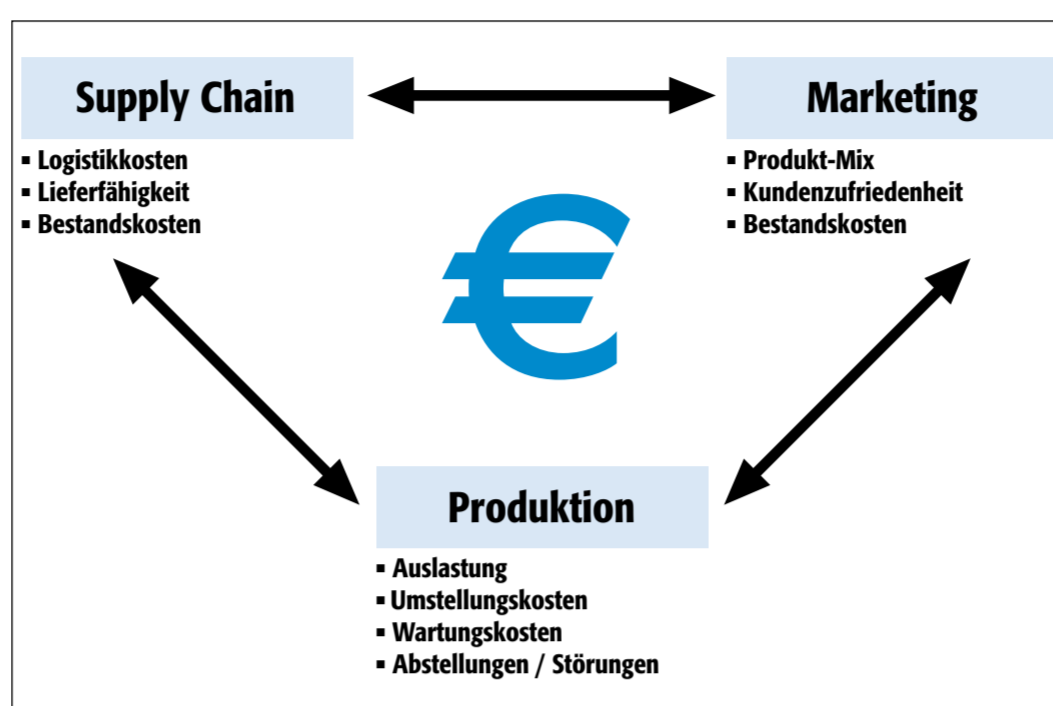 Supply Chain
▪ Logistikkosten
▪ Lieferfähigkeit
▪ Bestandskosten
Marketing
▪ Produkt-Mix
▪ Kundenzufriedenheit
▪ Bestandskosten
€
Produktion
▪ Auslastung
▪ Umstellungskosten
▪ Wartungskosten
▪ Abstellungen / Störungen